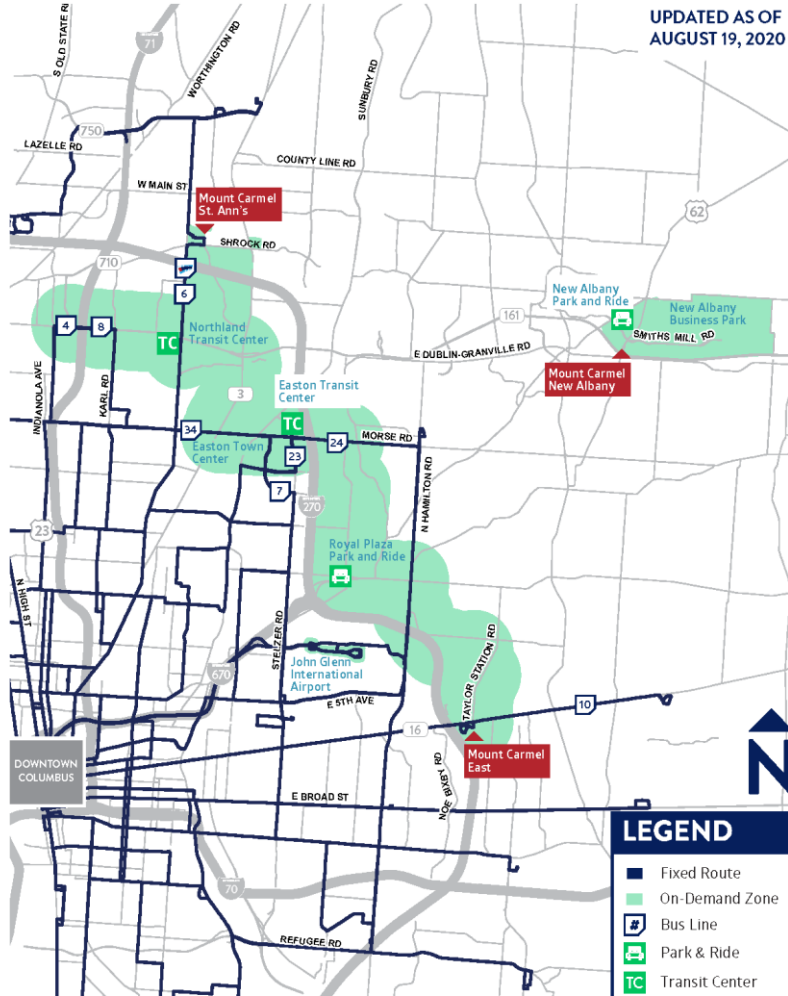 UPDATED AS OF
AUGUST 19, 2020
S OLD STATE RD
71
WORTHINGTON RD
SUNBURY RD
750
LAZELLE RD
COUNTY LINE RD
W MAIN ST
Mount Carmel
St. Ann's
62
SHROCK RD
710
6
New Albany
Park and Ride
New Albany
Business Park
161
4
8
Northland
Transit Center
TC
SMITHS MILL RD
E DUBLIN-GRANVILLE RD
Mount Carmel
New Albany
INDIANOLA AVE
KARL RD
3
Easton Transit
Center
TC
34
MORSE RD
24
Easton Town
Center
23
7
N HAMILTON RD
270
23
Royal Plaza
Park and Ride
N HIGH ST
STELZER RD
TAYLOR STATION RD
John Glenn
International
Airport
670
E 5TH AVE
10
16
DOWNTOWN
COLUMBUS
Mount Carmel
East
NOE BIXBY RD
N
E BROAD ST
LEGEND
Fixed Route
On-Demand Zone
# Bus Line
Park & Ride
TC Transit Center
70
REFUGEE RD